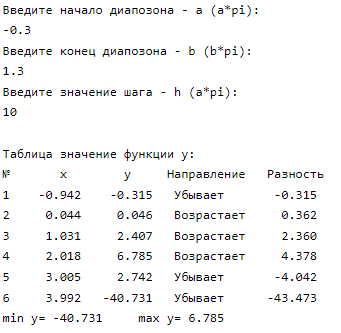 Введите начало диапозона - a (a*pi):
-0.3
Введите конец диапозона - b (b*pi):
1.3
Введите значение шага - h (a*pi):
10
Таблица значение функции y:
№ x y Направление Разность
1 -0.942 -0.315 Убывает -0.315
2 0.044 0.046 Возрастает 0.362
3 1.031 2.407 Возрастает 2.360
4 2.018 6.785 Возрастает 4.378
5 3.005 2.742 Убывает -4.042
6 3.992 -40.731 Убывает -43.473
min y= -40.731 max y= 6.785